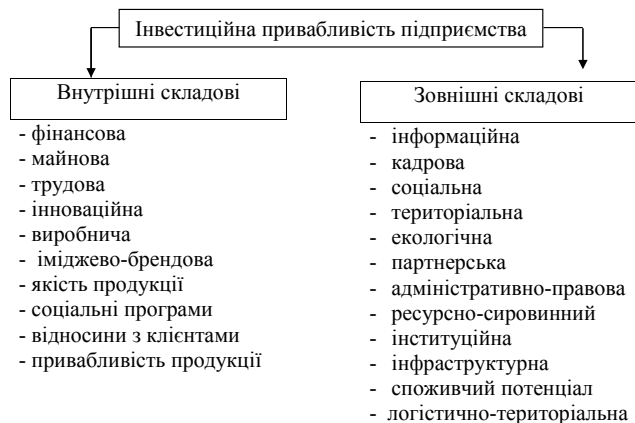 Інвестиційна привабливість підприємства
Внутрішні складові
- фінансова
- майнова
- трудова
- інноваційна
- виробнича
- іміджево-брендова
- якість продукції
- соціальні програми
- відносини з клієнтами
- привабливість продукції
Зовнішні складові
- інформаційна
- кадрова
- соціальна
- територіальна
- екологічна
- партнерська
- адміністративно-правова
- ресурсно-сировинний
- інституційна
- інфраструктурна
- споживчий потенціал
- логістично-територіальна